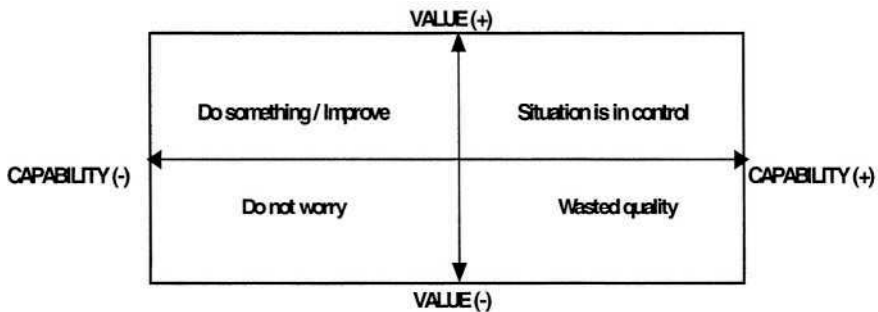 VALUE (+)
Do something / Improve
Situation is in control
CAPABILITY (-)
CAPABILITY (+)
Do not worry
Wasted quality
VALUE (-)